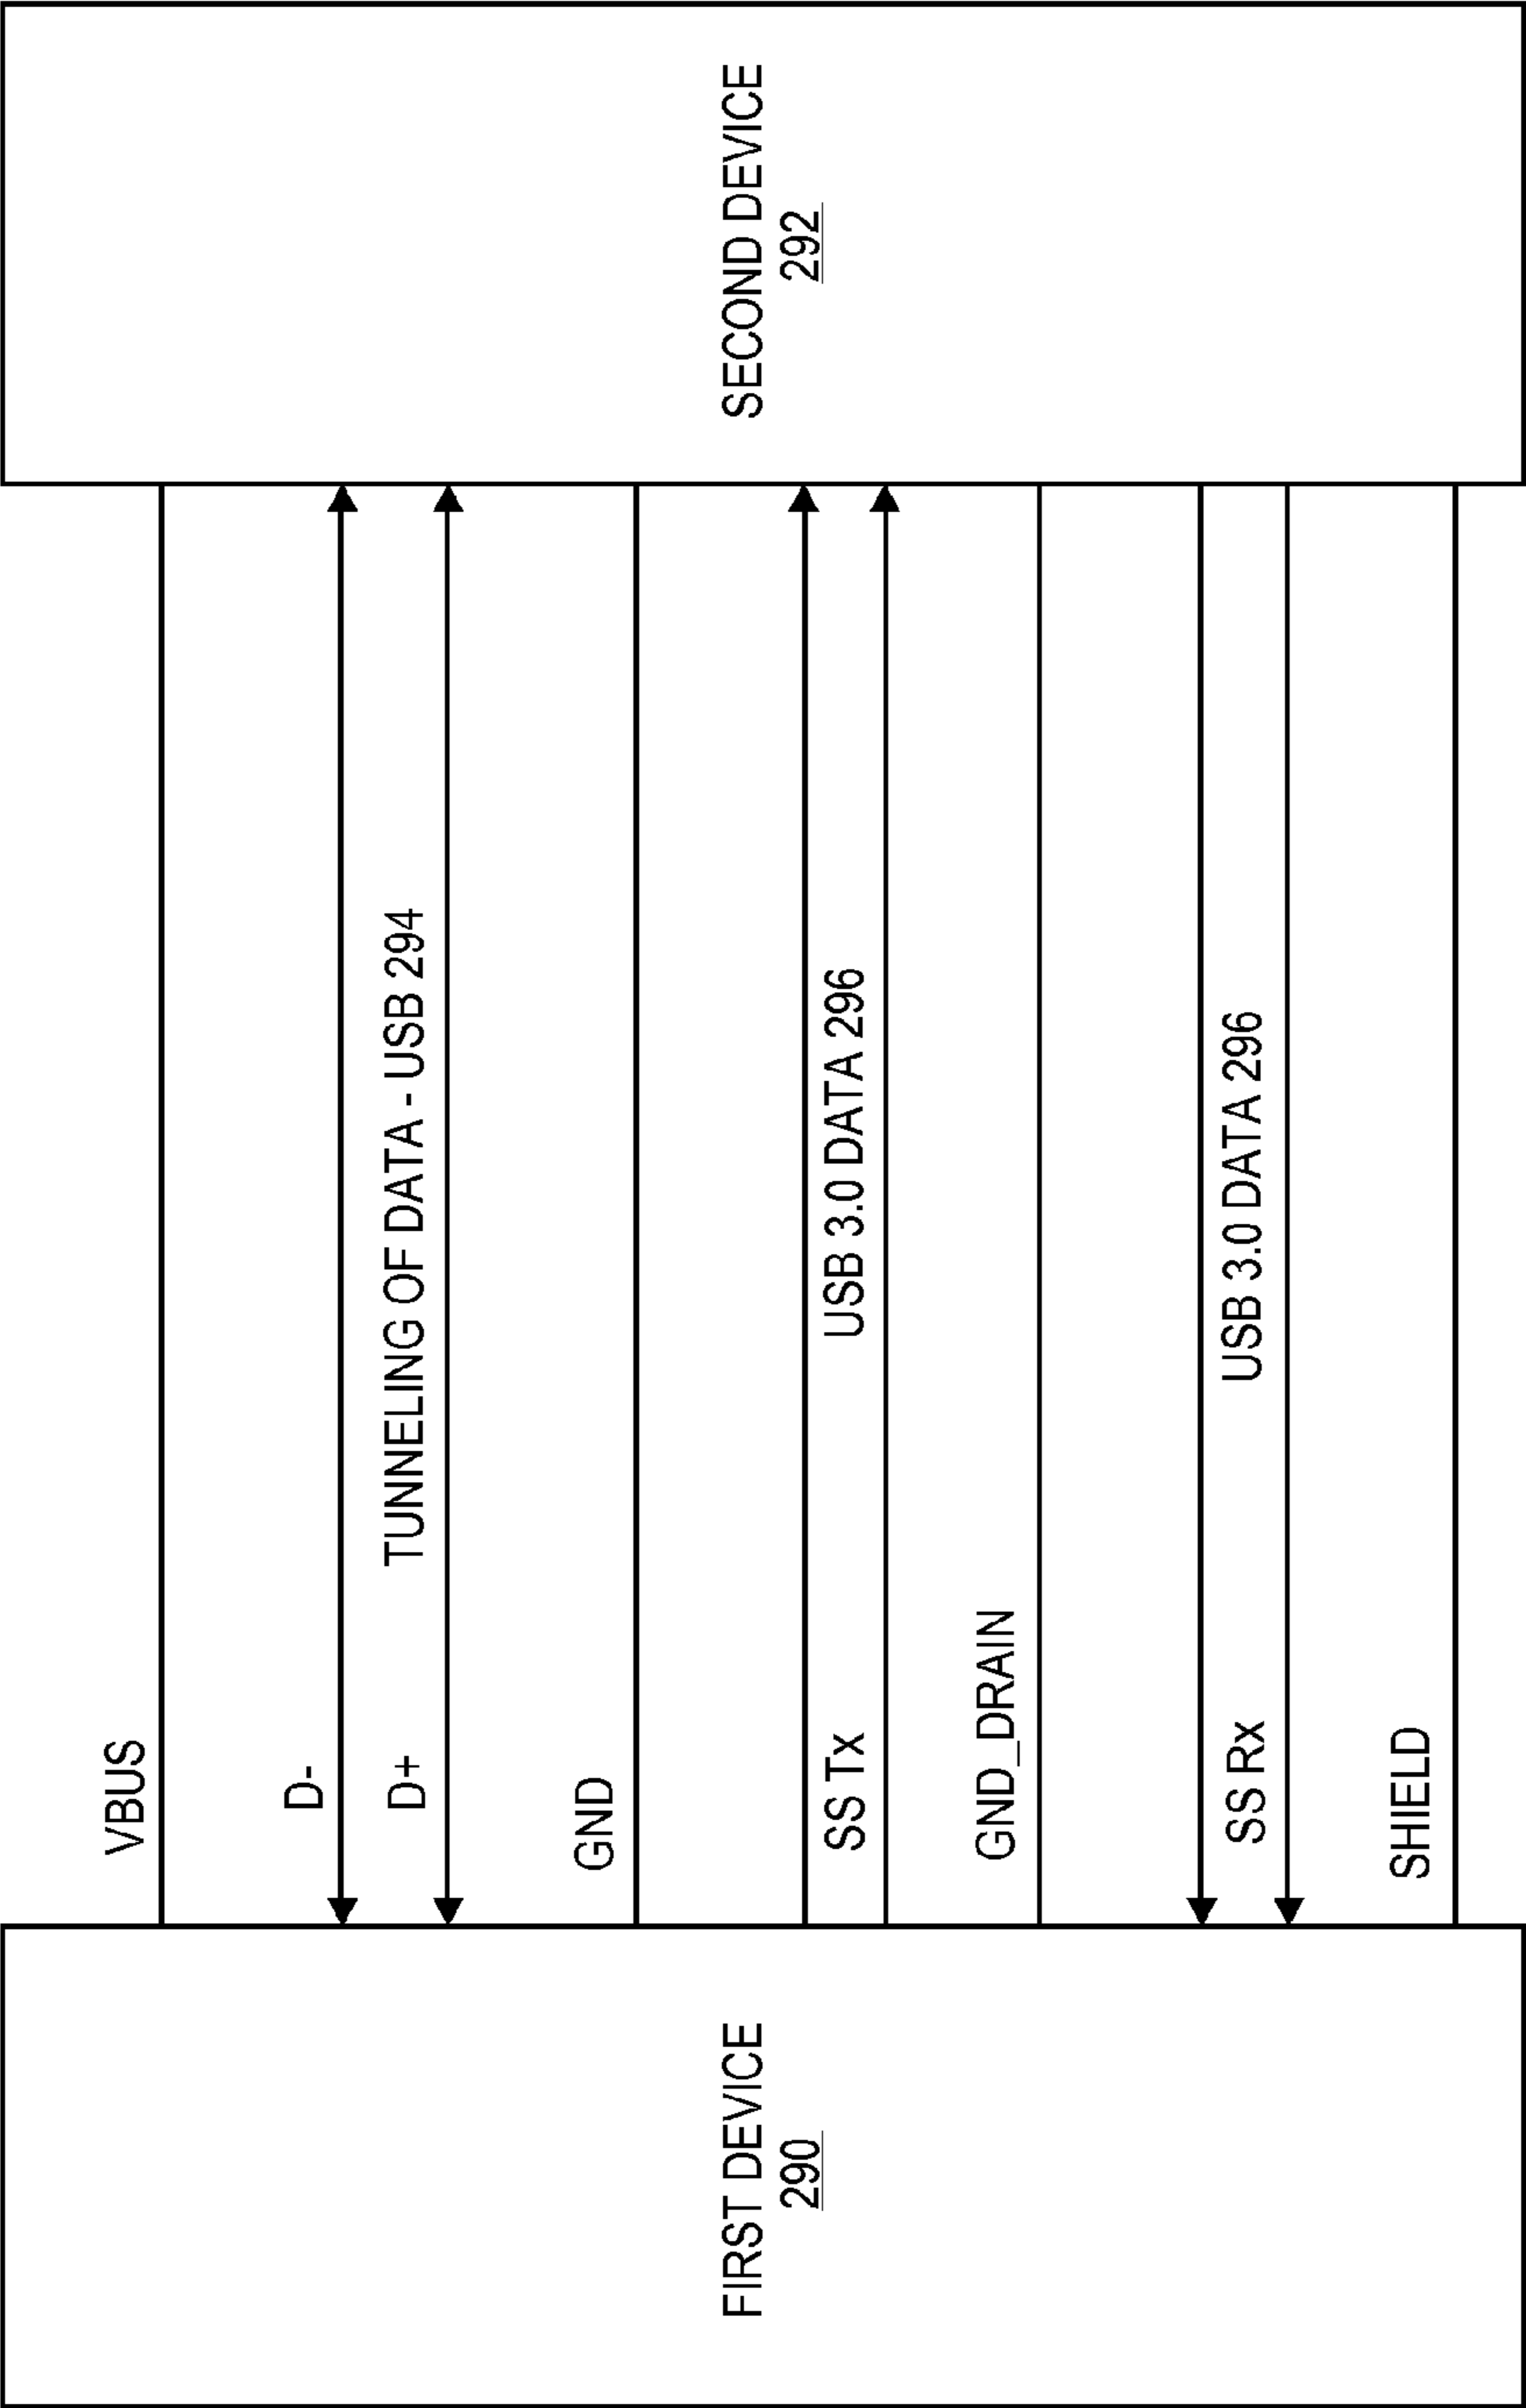 FIRST DEVICE
290
VBUS
D-
D+
TUNNELING OF DATA - USB 294
GND
SS Tx
USB 3.0 DATA 296
GND_DRAIN
SS Rx
USB 3.0 DATA 296
SHIELD
SECOND DEVICE
292